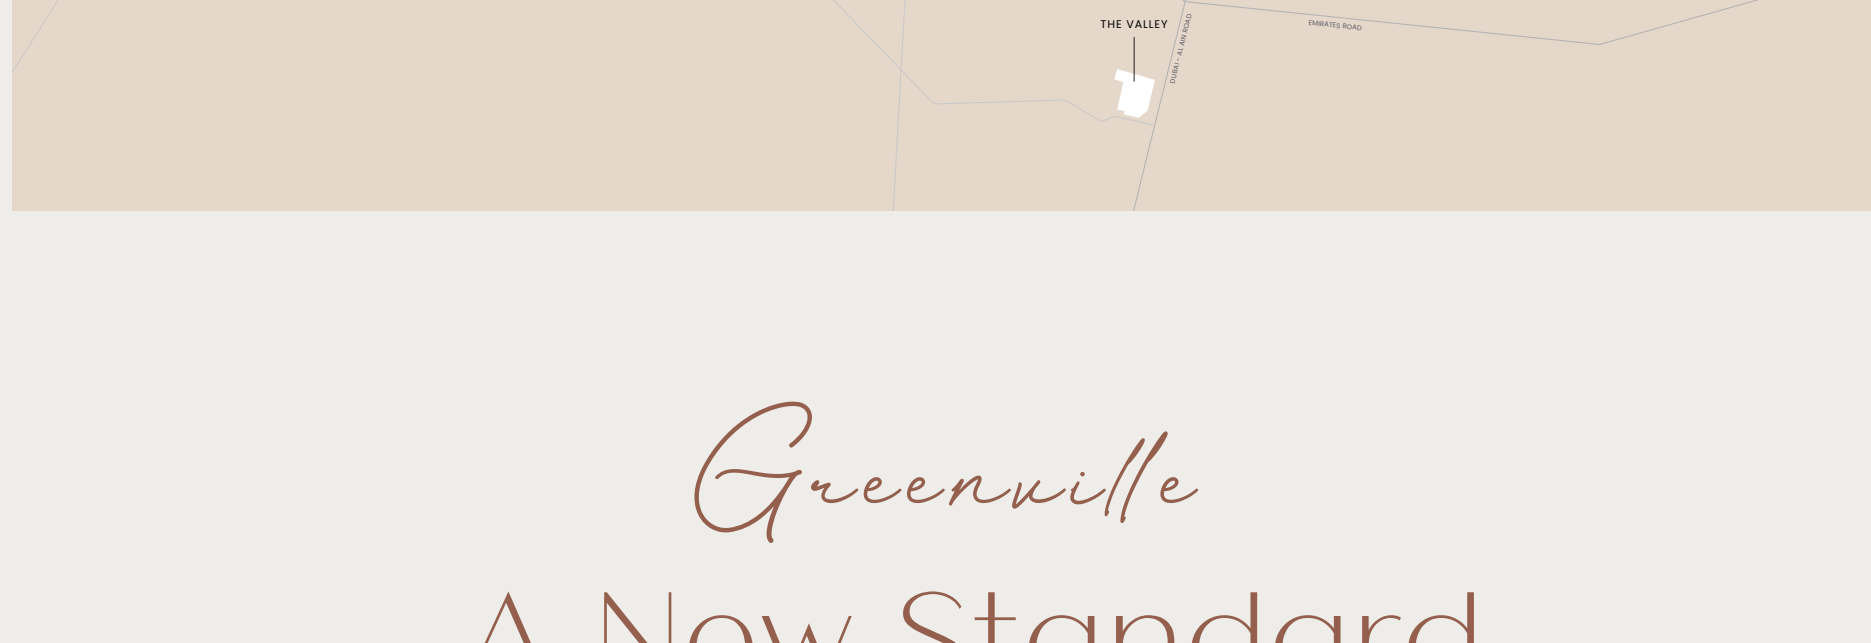 THE VALLEY
DUBAI - AL AIN ROAD
EMIRATES ROAD
Greenville
A New Standard